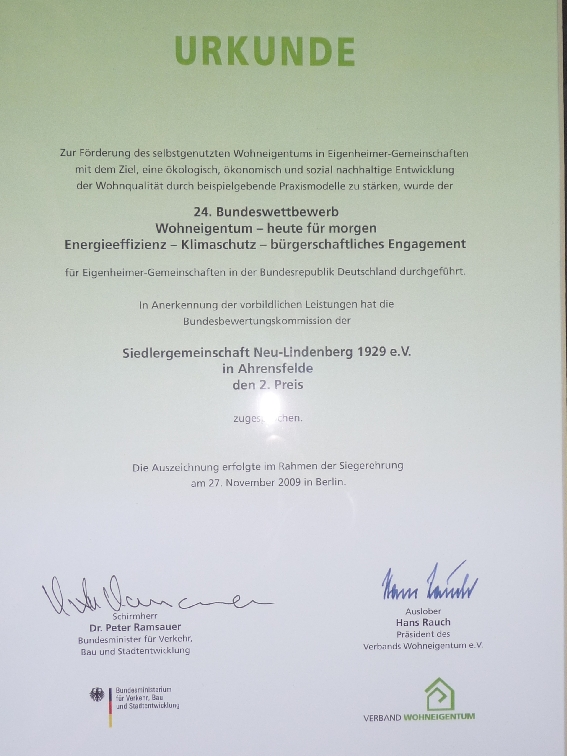 URKUNDE
Zur Förderung des selbstgenutzten Wohneigentums in Eigenheimer-Gemeinschaften
mit dem Ziel, eine ökologisch, ökonomisch und sozial nachhaltige Entwicklung
der Wohnqualität durch beispielgebende Praxismodelle zu stärken, wurde der
24. Bundeswettbewerb
Wohneigentum – heute für morgen
Energieeffizienz – Klimaschutz – bürgerschaftliches Engagement
für Eigenheimer-Gemeinschaften in der Bundesrepublik Deutschland durchgeführt.
In Anerkennung der vorbildlichen Leistungen hat die
Bundesbewertungskommission der
Siedlergemeinschaft Neu-Lindenberg 1929 e.V.
in Ahrensfelde
den 2. Preis
Die Auszeichnung erfolgte im Rahmen der Siegerehrung
am 27. November 2009 in Berlin.
Schirmherr
Dr. Peter Ramsauer
Bundesminister für Verkehr,
Bau und Stadtentwicklung
Hans Rauch
Auslober
Hans Rauch
Präsident des
Verbands Wohneigentum e.V.
Bundesministerium
für Verkehr, Bau
und Stadtentwicklung
VERBAND WOHNEIGENTUM